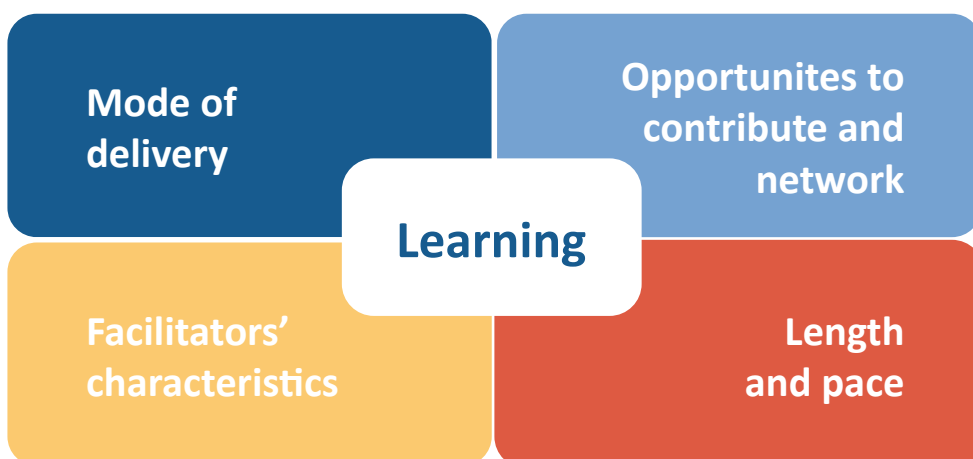 Mode of
delivery
Opportunites to
contribute and
network
Learning
Facilitators’
characteristics
Length
and pace